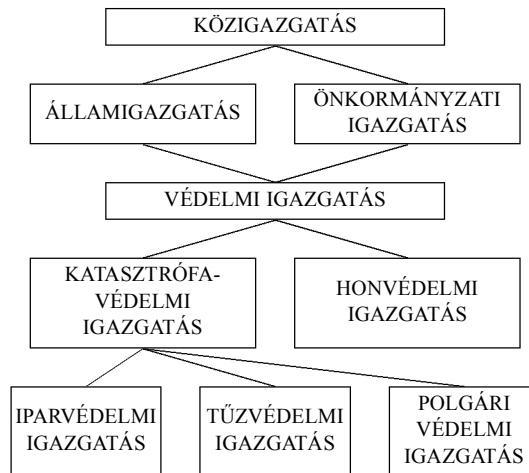 KÖZIGAZGATÁS
ÁLLAMIGAZGATÁS
ÖNKORMÁNYZATI
IGAZGATÁS
VÉDELMI IGAZGATÁS
KATASZTRÓFA-
VÉDELMI
IGAZGATÁS
HONVÉDELMI
IGAZGATÁS
IPARVÉDELMI
IGAZGATÁS
TŰZVÉDELMI
IGAZGATÁS
POLGÁRI
VÉDELMI
IGAZGATÁS